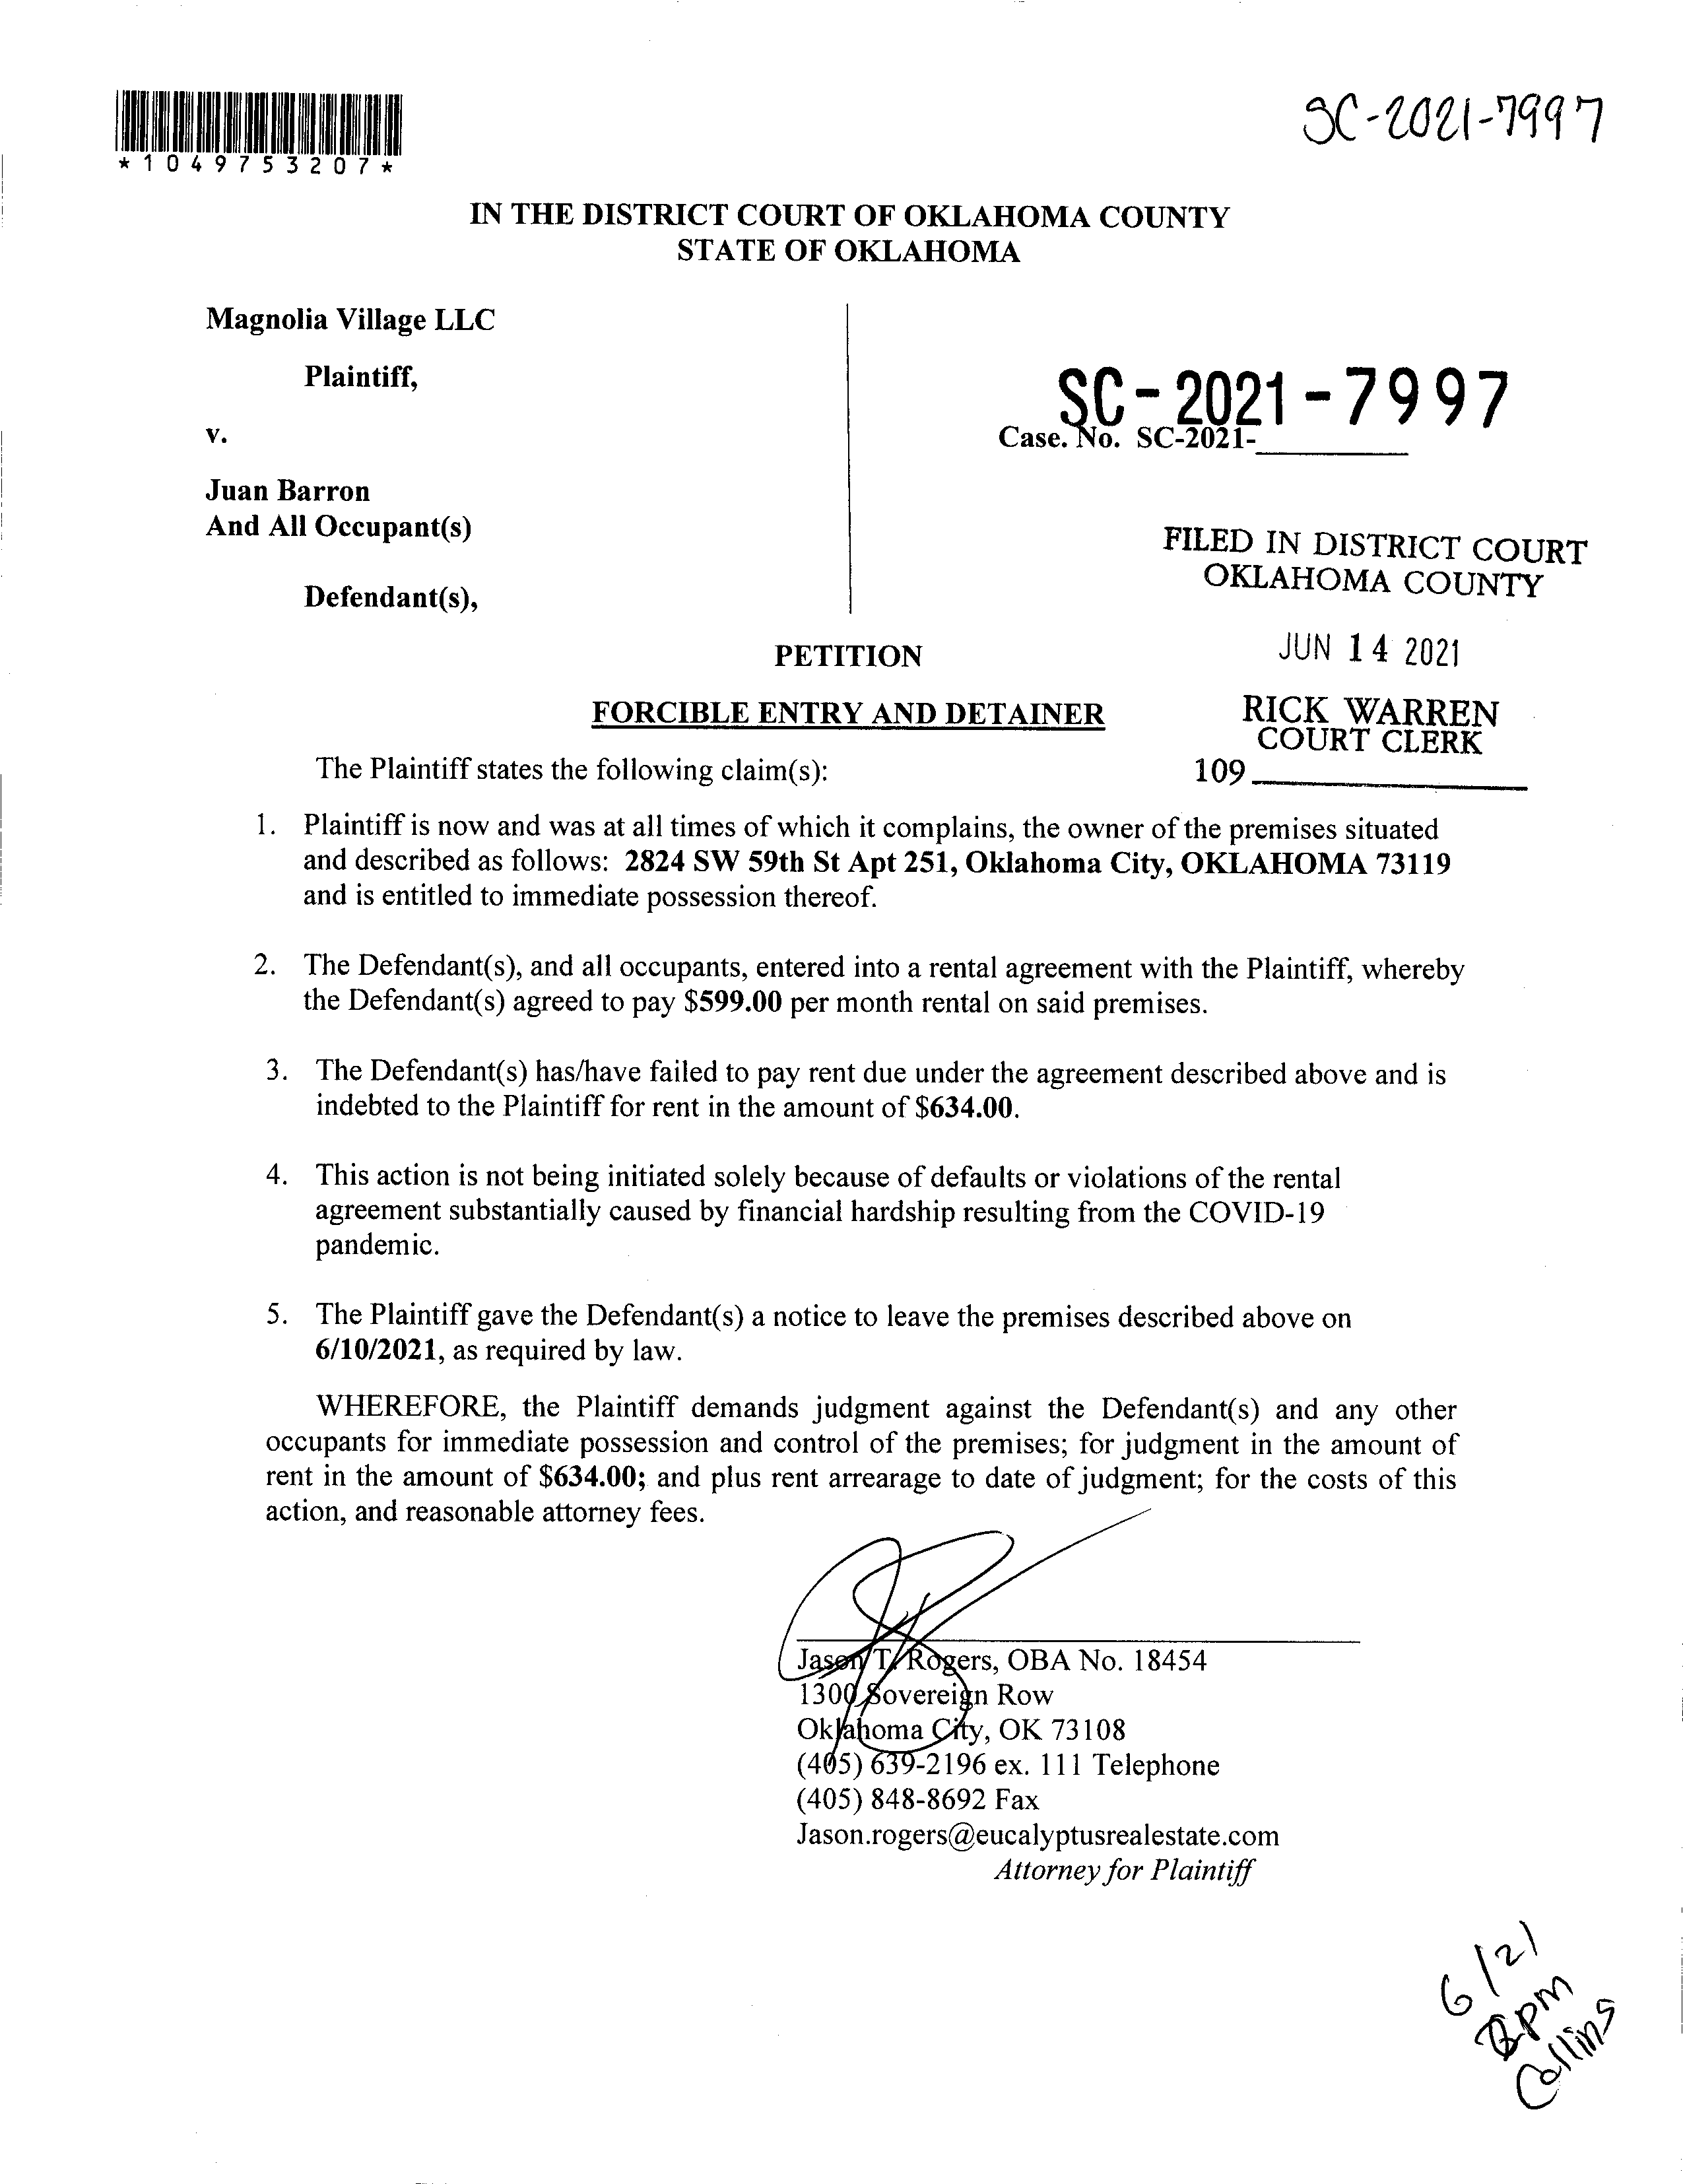 SC-2021-7997
*1049753207*
IN THE DISTRICT COURT OF OKLAHOMA COUNTY
STATE OF OKLAHOMA
Magnolia Village LLC
Plaintiff,
v.
Juan Barron
And All Occupant(s)
Defendant(s),
SC-2021-7997
Case. No. SC-2021-
FILED IN DISTRICT COURT
OKLAHOMA COUNTY
JUN 14 2021
RICK WARREN
COURT CLERK
109
PETITION
FORCIBLE ENTRY AND DETAINER
The Plaintiff states the following claim(s):
1. Plaintiff is now and was at all times of which it complains, the owner of the premises situated
and described as follows: 2824 SW 59th St Apt 251, Oklahoma City, OKLAHOMA 73119
and is entitled to immediate possession thereof.
2. The Defendant(s), and all occupants, entered into a rental agreement with the Plaintiff, whereby
the Defendant(s) agreed to pay $599.00 per month rental on said premises.
3. The Defendant(s) has/have failed to pay rent due under the agreement described above and is
indebted to the Plaintiff for rent in the amount of $634.00.
4. This action is not being initiated solely because of defaults or violations of the rental
agreement substantially caused by financial hardship resulting from the COVID-19
pandemic.
5. The Plaintiff gave the Defendant(s) a notice to leave the premises described above on
6/10/2021, as required by law.
WHEREFORE, the Plaintiff demands judgment against the Defendant(s) and any other
occupants for immediate possession and control of the premises; for judgment in the amount of
rent in the amount of $634.00; and plus rent arrearage to date of judgment; for the costs of this
action, and reasonable attorney fees.
Jason T. Rogers, OBA No. 18454
1300 Sovereign Row
Oklahoma City, OK 73108
(405) 639-2196 ex. 111 Telephone
(405) 848-8692 Fax
Jason.rogers@eucalyptusrealestate.com
Attorney for Plaintiff
6/21
pm
Collins